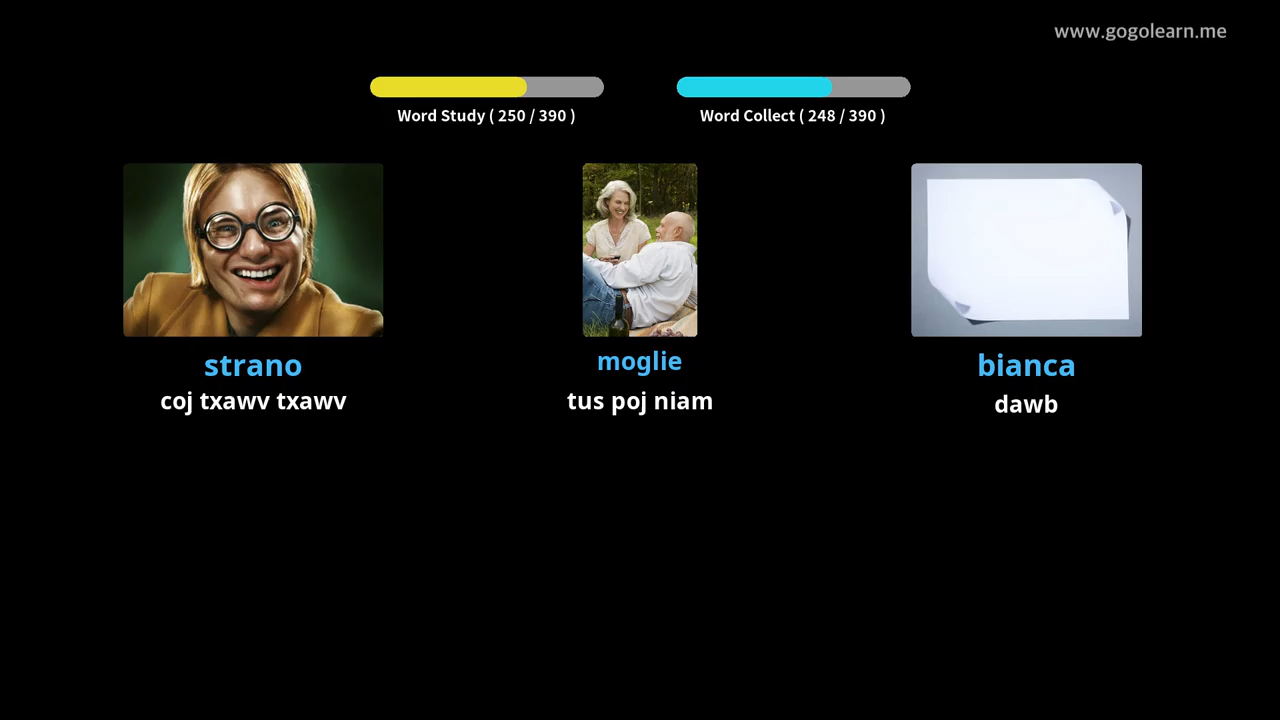 www.gogolearn.me
Word Study ( 250 / 390 )
Word Collect ( 248 / 390 )
strano
moglie
bianca
coj txawv txawv
tus poj niam
dawb